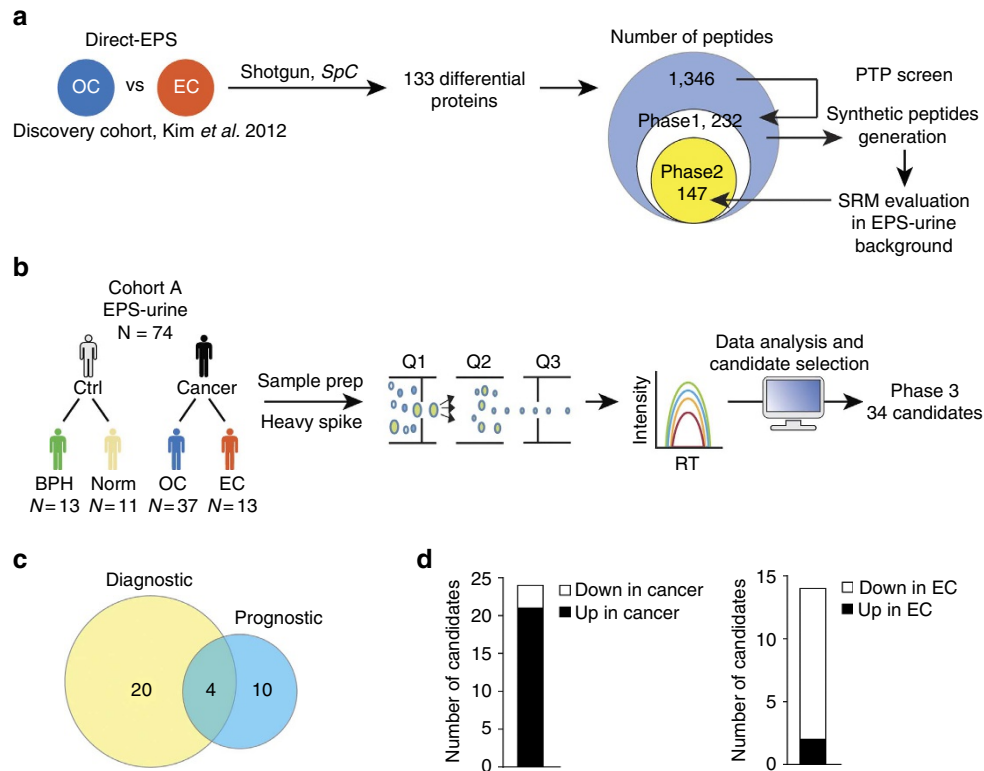 a
Direct-EPS
OC vs EC
Discovery cohort, Kim et al. 2012
Shotgun, SpC
133 differential
proteins
Number of peptides
1,346
Phase1, 232
Phase2
147
PTP screen
Synthetic peptides
generation
SRM evaluation
in EPS-urine
background
b
Cohort A
EPS-urine
N = 74
Ctrl
Cancer
BPH
N=13
Norm
N=11
OC
N=37
EC
N=13
Sample prep
Heavy spike
Q1
Q2
Q3
Intensity
RT
Data analysis and
candidate selection
Phase 3
34 candidates
c
Diagnostic
Prognostic
20
4
10
d
Number of candidates
25
20
15
10
5
0
Down in cancer
Up in cancer
Number of candidates
15
10
5
0
Down in EC
Up in EC